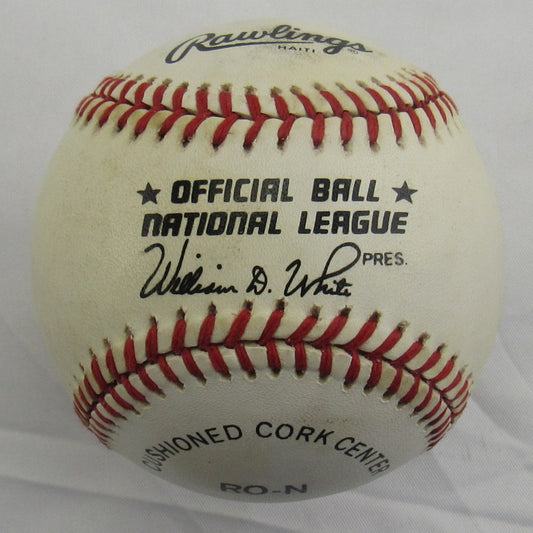 Rawlings ®
HAITI
★ OFFICIAL BALL ★
NATIONAL LEAGUE
William D. White PRES.
CUSHIONED CORK CENTER
RO-N